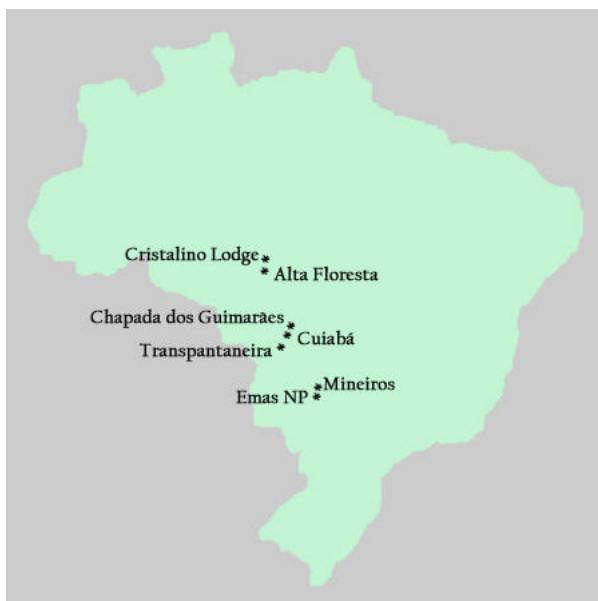 Cristalino Lodge
Alta Floresta
Chapada dos Guimarães
Cuiabá
Transpantaneira
Mineiros
Emas NP